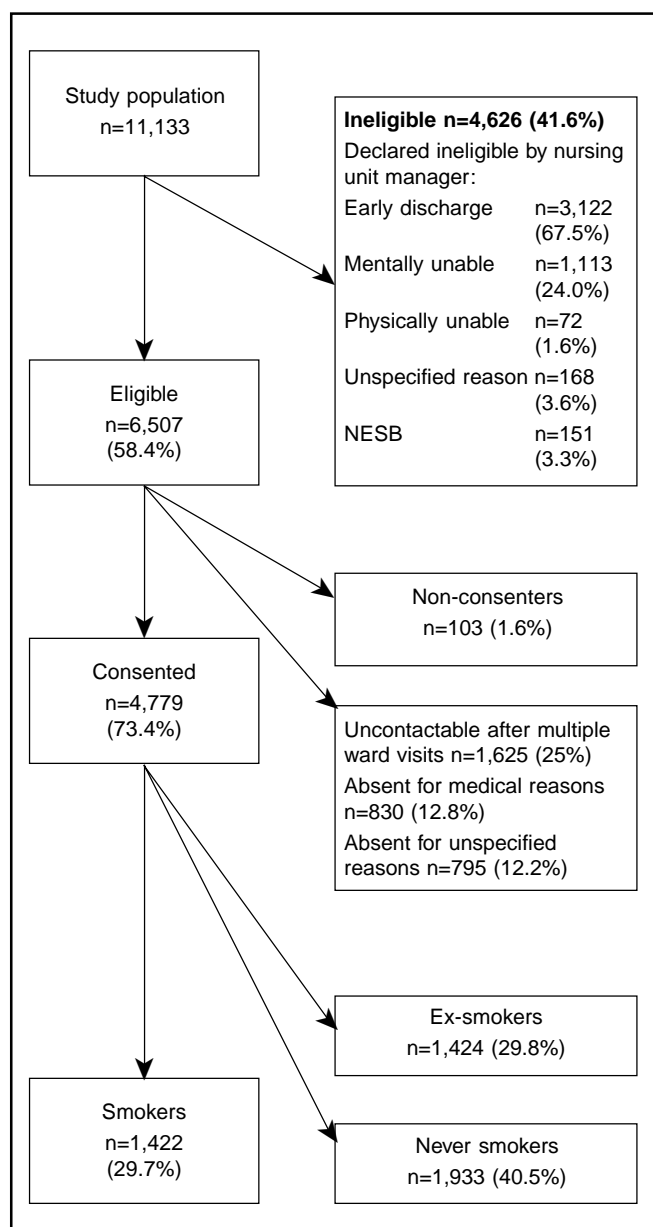 Study population
n=11,133
Ineligible n=4,626 (41.6%)
Declared ineligible by nursing
unit manager:
Early discharge n=3,122
(67.5%)
Mentally unable n=1,113
(24.0%)
Physically unable n=72
(1.6%)
Unspecified reason n=168
(3.6%)
NESB n=151
(3.3%)
Eligible
n=6,507
(58.4%)
Non-consenters
n=103 (1.6%)
Consented
n=4,779
(73.4%)
Uncontactable after multiple
ward visits n=1,625 (25%)
Absent for medical reasons
n=830 (12.8%)
Absent for unspecified
reasons n=795 (12.2%)
Ex-smokers
n=1,424 (29.8%)
Smokers
n=1,422
(29.7%)
Never smokers
n=1,933 (40.5%)